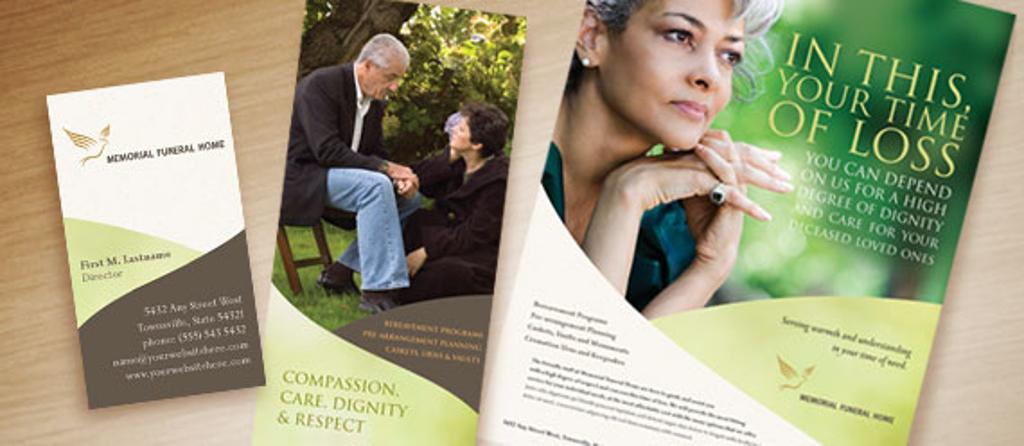 MEMORIAL FUNERAL HOME
First M. Lastname
Director
5432 Any Street West
Townsville, State 54321
phone: (555) 543 5432
name@yourwebsitehere.com
www.yourwebsitehere.com
BEREAVEMENT PROGRAMS
PRE-ARRANGEMENT PLANNING
CASKETS, URNS & VAULTS
COMPASSION,
CARE, DIGNITY
& RESPECT
IN THIS,
YOUR TIME
OF LOSS
YOU CAN DEPEND
ON US FOR A HIGH
DEGREE OF DIGNITY
AND CARE FOR YOUR
DECEASED LOVED ONES
Bereavement Programs
Pre-arrangement Planning
Caskets, Vaults and Monuments
Cremation Urns and Keepsakes
Serving warmth and understanding
in your time of need.
MEMORIAL FUNERAL HOME